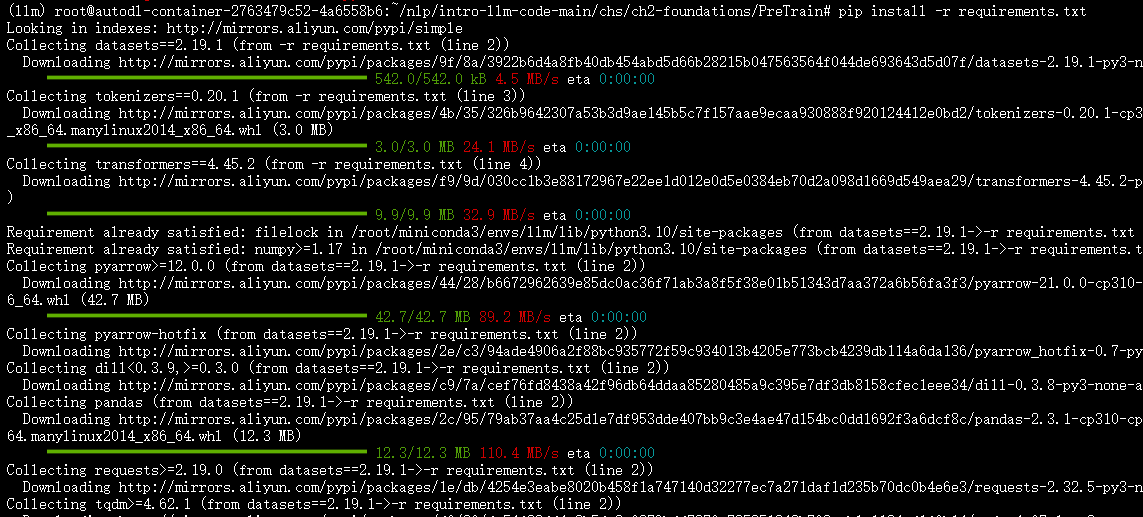 (llm) root@autodl-container-2763479c52-4a6558b6:~/nlp/intro-llm-code-main/chs/ch2-foundations/PreTrain# pip install -r requirements.txt
Looking in indexes: http://mirrors.aliyun.com/pypi/simple
Collecting datasets==2.19.1 (from -r requirements.txt (line 2))
Downloading http://mirrors.aliyun.com/pypi/packages/9f/8a/3922b6d4a8fb40db454abd5d66b28215b047563564f044de693643d5d07f/datasets-2.19.1-py3-n
542.0/542.0 kB 4.5 MB/s eta 0:00:00
Collecting tokenizers==0.20.1 (from -r requirements.txt (line 3))
Downloading http://mirrors.aliyun.com/pypi/packages/4b/35/326b9642307a53b3d9ae145b5c7f157aae9ecaa930888f920124412e0bd2/tokenizers-0.20.1-cp3
_x86_64.manylinux2014_x86_64.whl (3.0 MB)
3.0/3.0 MB 24.1 MB/s eta 0:00:00
Collecting transformers==4.45.2 (from -r requirements.txt (line 4))
Downloading http://mirrors.aliyun.com/pypi/packages/f9/9d/030cc1b3e88172967e22ee1d012e0d5e0384eb70d2a098d1669d549aea29/transformers-4.45.2-p
)
9.9/9.9 MB 32.9 MB/s eta 0:00:00
Requirement already satisfied: filelock in /root/miniconda3/envs/llm/lib/python3.10/site-packages (from datasets==2.19.1->-r requirements.txt
Requirement already satisfied: numpy>=1.17 in /root/miniconda3/envs/llm/lib/python3.10/site-packages (from datasets==2.19.1->-r requirements.t
Collecting pyarrow>=12.0.0 (from datasets==2.19.1->-r requirements.txt (line 2))
Downloading http://mirrors.aliyun.com/pypi/packages/44/28/b6672962639e85dc0ac36f71ab3a8f5f38e01b51343d7aa372a6b56fa3f3/pyarrow-21.0.0-cp310-
6_64.whl (42.7 MB)
42.7/42.7 MB 89.2 MB/s eta 0:00:00
Collecting pyarrow-hotfix (from datasets==2.19.1->-r requirements.txt (line 2))
Downloading http://mirrors.aliyun.com/pypi/packages/2e/c3/94ade4906a2f88bc935772f59c934013b4205e773bcb4239db114a6da136/pyarrow_hotfix-0.7-py
Collecting dill<0.3.9,>=0.3.0 (from datasets==2.19.1->-r requirements.txt (line 2))
Downloading http://mirrors.aliyun.com/pypi/packages/c9/7a/cef76fd8438a42f96db64ddaa85280485a9c395e7df3db8158cfec1eee34/dill-0.3.8-py3-none-a
Collecting pandas (from datasets==2.19.1->-r requirements.txt (line 2))
Downloading http://mirrors.aliyun.com/pypi/packages/2c/95/79ab37aa4c25d1e7df953dde407bb9c3e4ae47d154bc0dd1692f3a6dcf8c/pandas-2.3.1-cp310-cp
64.manylinux2014_x86_64.whl (12.3 MB)
12.3/12.3 MB 110.4 MB/s eta 0:00:00
Collecting requests>=2.19.0 (from datasets==2.19.1->-r requirements.txt (line 2))
Downloading http://mirrors.aliyun.com/pypi/packages/1e/db/4254e3eabe8020b458f1a747140d32277ec7a271daf1d235b70dc0b4e6e3/requests-2.32.5-py3-n
Collecting tqdm>=4.62.1 (from datasets==2.19.1->-r requirements.txt (line 2))